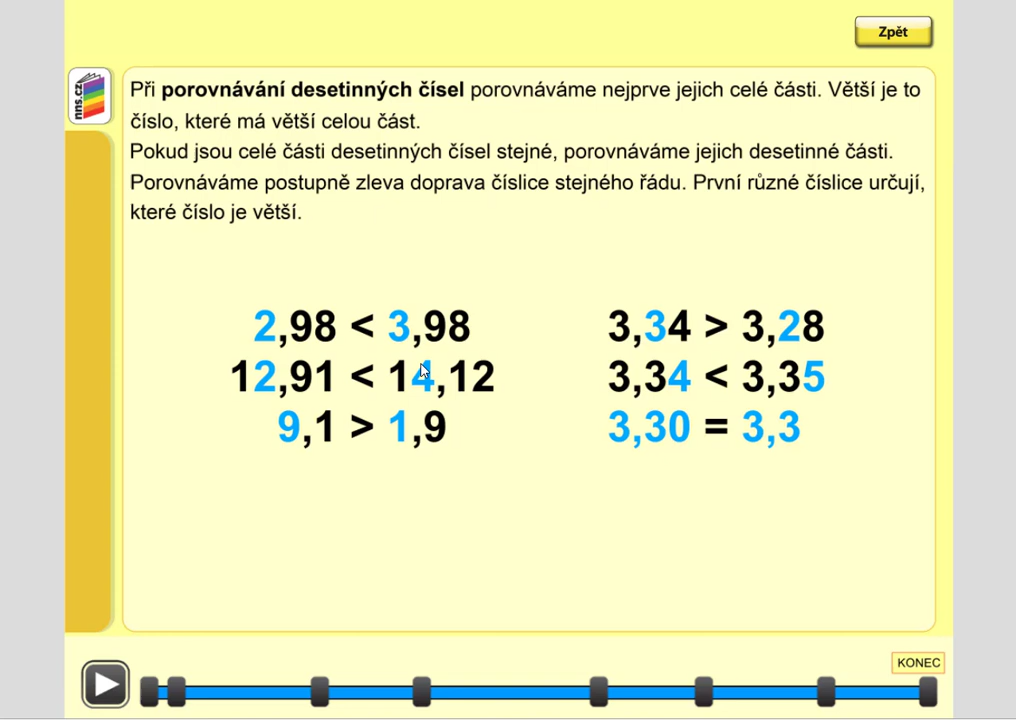 Zpět
nns.cz
Při porovnávání desetinných čísel porovnáváme nejprve jejich celé části. Větší je to
číslo, které má větší celou část.
Pokud jsou celé části desetinných čísel stejné, porovnáváme jejich desetinné části.
Porovnáváme postupně zleva doprava číslice stejného řádu. První různé číslice určují,
které číslo je větší.
2,98 < 3,98
12,91 < 14,12
9,1 > 1,9
3,34 > 3,28
3,34 < 3,35
3,30 = 3,3
KONEC